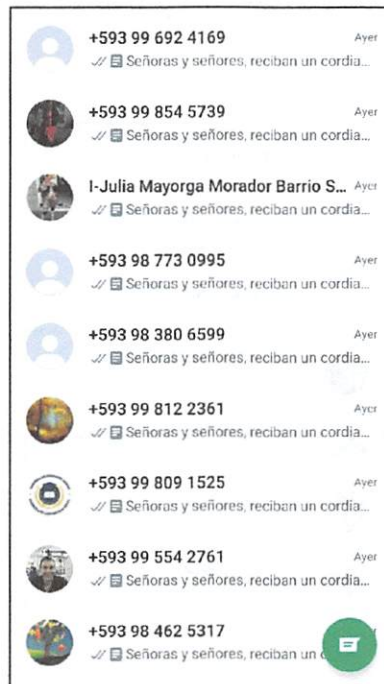 +593 99 692 4169 Ayer
Señoras y señores, reciban un cordia...
+593 99 854 5739 Ayer
Señoras y señores, reciban un cordia...
I-Julia Mayorga Morador Barrio S... Ayer
Señoras y señores, reciban un cordia...
+593 98 773 0995 Ayer
Señoras y señores, reciban un cordia...
+593 98 380 6599 Ayer
Señoras y señores, reciban un cordia...
+593 99 812 2361 Ayer
Señoras y señores, reciban un cordia...
+593 99 809 1525 Ayer
Señoras y señores, reciban un cordia...
+593 99 554 2761 Ayer
Señoras y señores, reciban un cordia...
+593 98 462 5317
Señoras y señores, reciban un